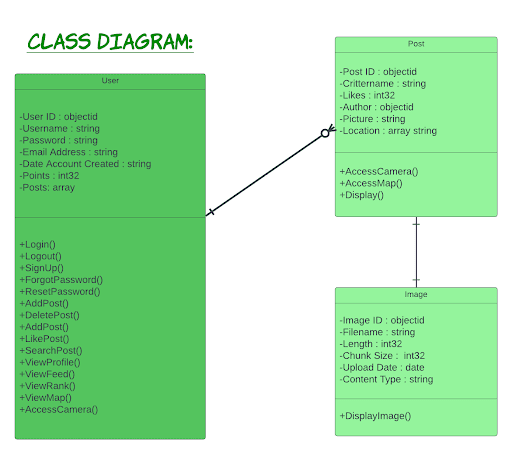 CLASS DIAGRAM:
User
-User ID : objectid
-Username : string
-Password : string
-Email Address : string
-Date Account Created : string
-Points : int32
-Posts: array
+Login()
+Logout()
+SignUp()
+ForgotPassword()
+ResetPassword()
+AddPost()
+DeletePost()
+AddPost()
+LikePost()
+SearchPost()
+ViewProfile()
+ViewFeed()
+ViewRank()
+ViewMap()
+AccessCamera()
Post
-Post ID : objectid
-Crittername : string
-Likes : int32
-Author : objectid
-Picture : string
-Location : array string
+AccessCamera()
+AccessMap()
+Display()
Image
-Image ID : objectid
-Filename : string
-Length : int32
-Chunk Size :  int32
-Upload Date : date
-Content Type : string
+DisplayImage()